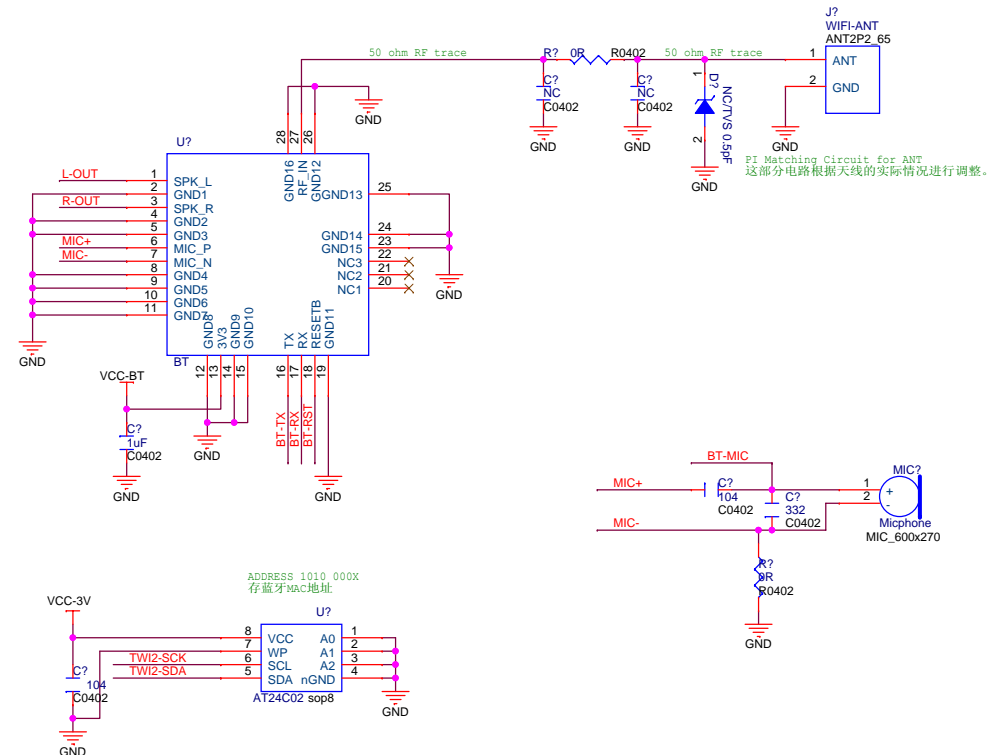 J?
WIFI-ANT
ANT2P2_65
50 ohm RF trace
R?
0R
R0402
50 ohm RF trace
1
ANT
2
GND
C?
NC
C0402
C?
NC
C0402
1
D?
NC/TVS 0.5pF
2
GND
GND
GND
GND
GND
PI Matching Circuit for ANT
这部分电路根据天线的实际情况进行调整。
U?
28
27
26
GND16
RF_IN
GND12
L-OUT
1
SPK_L
2
GND1
R-OUT
3
SPK_R
4
GND2
5
GND3
MIC+
6
MIC_P
MIC-
7
MIC_N
8
GND4
9
GND5
10
GND6
11
GND7
GND13
25
GND14
24
GND15
23
NC3
22
NC2
21
NC1
20
GND
GND
GND8
3V3
GND9
GND10
TX
RX
RESETB
GND11
BT
12
13
14
15
16
17
18
19
BT-TX
BT-RX
BT-RST
VCC-BT
C?
1uF
C0402
GND
GND
GND
BT-MIC
MIC+
C?
104
C0402
C?
332
C0402
1
2
MIC?
+
-
Micphone
MIC_600x270
MIC-
R?
0R
R0402
GND
ADDRESS 1010 000X
存蓝牙MAC地址
VCC-3V
U?
8
VCC
A0
1
7
WP
A1
2
TWI2-SCK
6
SCL
A2
3
TWI2-SDA
5
SDA
nGND
4
AT24C02
sop8
C?
104
C0402
GND
GND